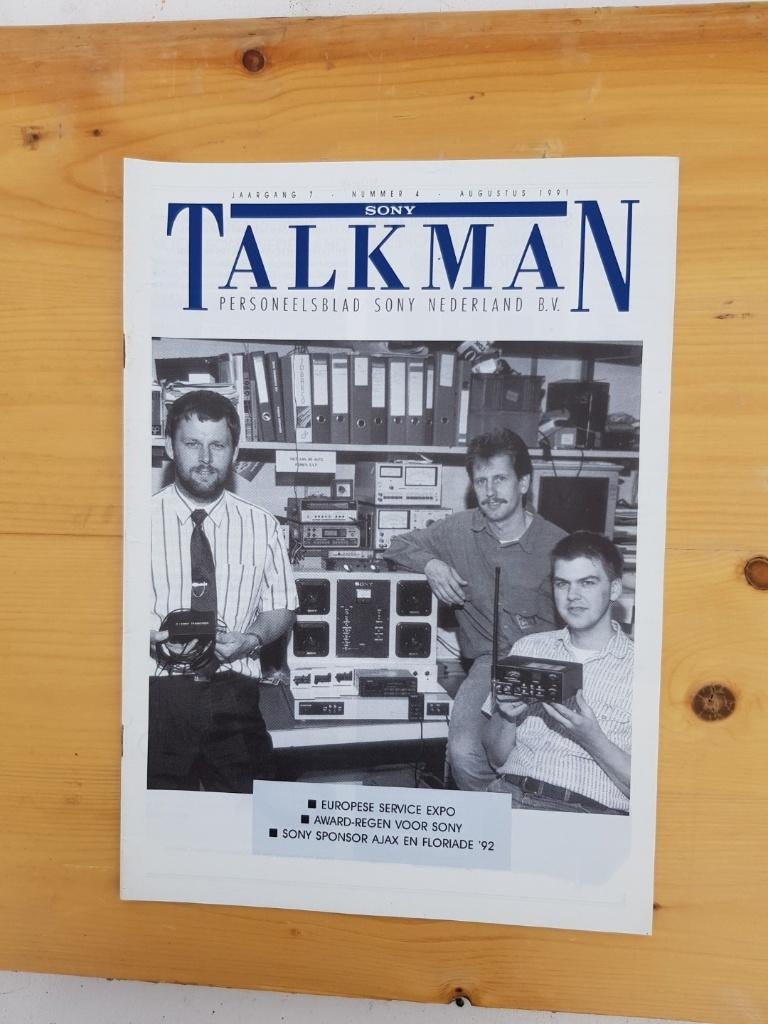 JAARGANG 7 · NUMMER 4 · AUGUSTUS 1991
SONY
TALKMAN
PERSONEELSBLAD SONY NEDERLAND B.V.
SONY
■ EUROPESE SERVICE EXPO
■ AWARD-REGEN VOOR SONY
■ SONY SPONSOR AJAX EN FLORIADE '92